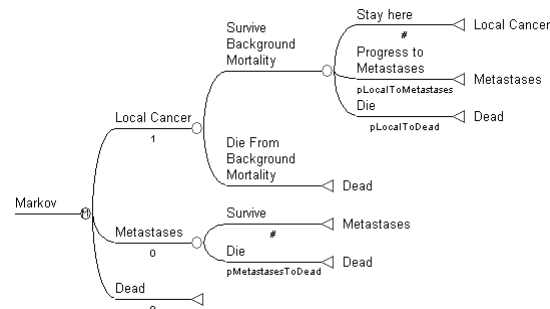 Stay here
Local Cancer
#
Survive
Background
Mortality
Progress to
Metastases
Metastases
pLocalToMetastases
Die
Dead
pLocalToDead
Local Cancer
1
Die From
Background
Mortality
Dead
Markov
M
Survive
Metastases
#
Metastases
0
Die
Dead
pMetastasesToDead
Dead